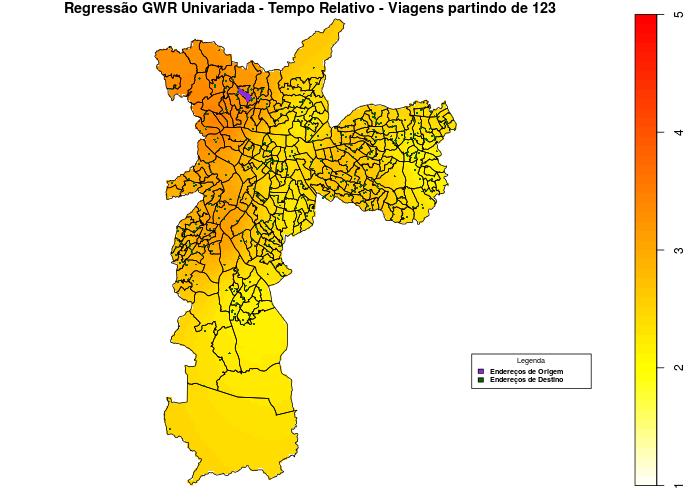 Regressão GWR Univariada - Tempo Relativo - Viagens partindo de 123
5
4
3
2
1
Legenda
Endereços de Origem
Endereços de Destino